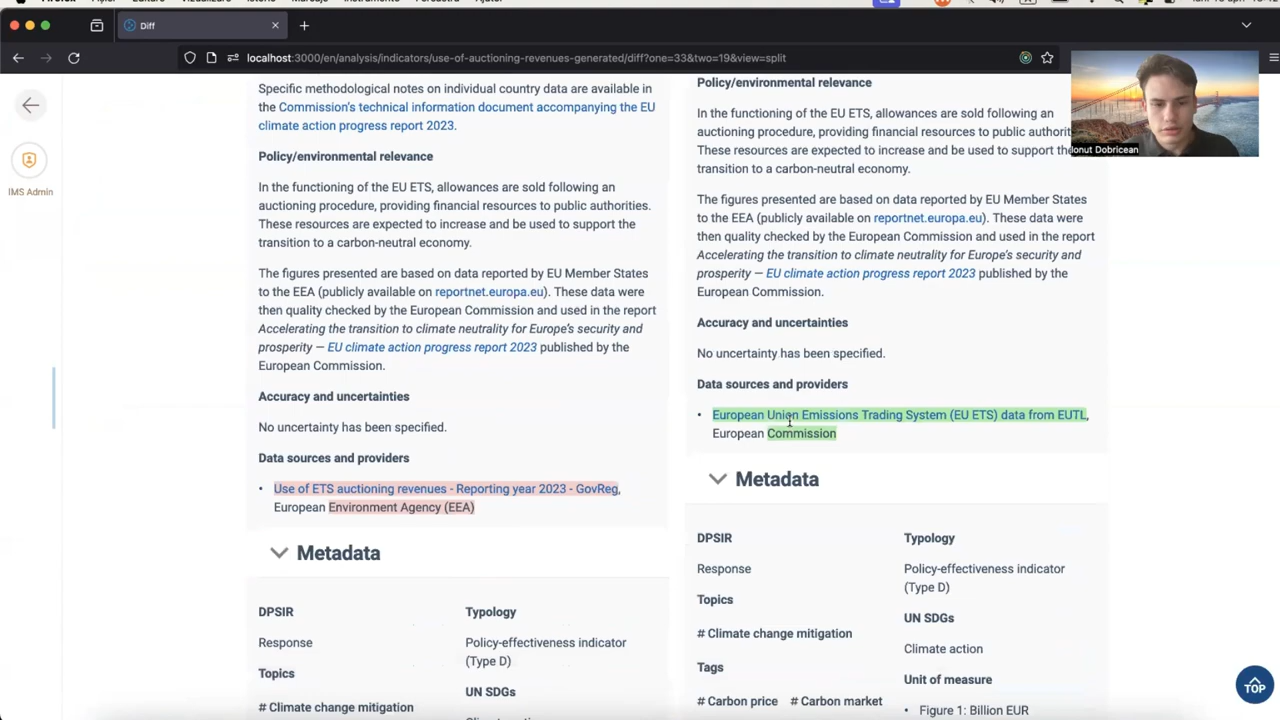 Diff
localhost:3000/en/analysis/indicators/use-of-auctioning-revenues-generated/diff?one=33&two=19&view=split
IMS Admin
Specific methodological notes on individual country data are available in
the Commission's technical information document accompanying the EU
climate action progress report 2023.
Policy/environmental relevance
In the functioning of the EU ETS, allowances are sold following an
auctioning procedure, providing financial resources to public authorities.
These resources are expected to increase and be used to support the
transition to a carbon-neutral economy.
The figures presented are based on data reported by EU Member States
to the EEA (publicly available on reportnet.europa.eu). These data were
then quality checked by the European Commission and used in the report
Accelerating the transition to climate neutrality for Europe's security and
prosperity — EU climate action progress report 2023 published by the
European Commission.
Accuracy and uncertainties
No uncertainty has been specified.
Data sources and providers
• Use of ETS auctioning revenues - Reporting year 2023 - GovReg,
European Environment Agency (EEA)
Metadata
DPSIR
Response
Topics
# Climate change mitigation
Typology
Policy-effectiveness indicator
(Type D)
UN SDGs
Policy/environmental relevance
In the functioning of the EU ETS, allowances are sold following an
auctioning procedure, providing financial resources to public
These resources are expected to increase and be used to support the
transition to a carbon-neutral economy.
The figures presented are based on data reported by EU Member States
to the EEA (publicly available on reportnet.europa.eu). These data were
then quality checked by the European Commission and used in the report
Accelerating the transition to climate neutrality for Europe's security and
prosperity — EU climate action progress report 2023 published by the
European Commission.
Accuracy and uncertainties
No uncertainty has been specified.
Data sources and providers
• European Union Emissions Trading System (EU ETS) data from EUTL,
European Commission
Metadata
DPSIR
Response
Topics
# Climate change mitigation
Tags
# Carbon price # Carbon market
Typology
Policy-effectiveness indicator
(Type D)
UN SDGs
Climate action
Unit of measure
• Figure 1: Billion EUR
Ionut Dobricean
TOP